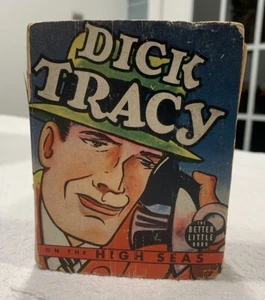 DICK
TRACY
THE
BETTER
LITTLE
BOOK
ON THE HIGH SEAS